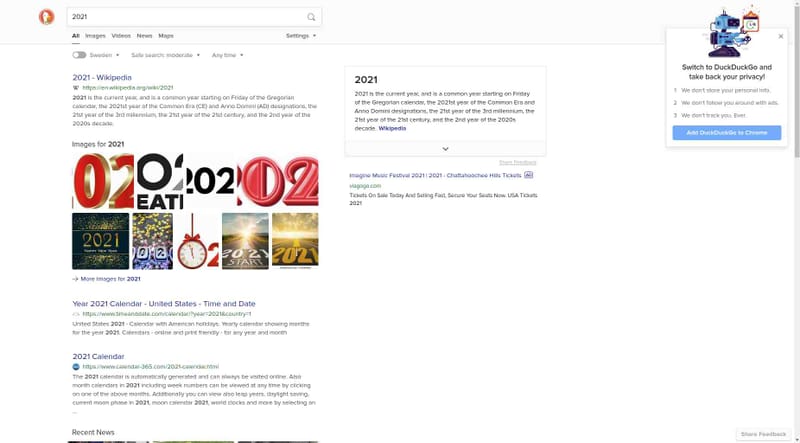 2021
All Images Videos News Maps Settings
Sweden Safe search: moderate Any time
2021 - Wikipedia
https://en.wikipedia.org/wiki/2021
2021 is the current year, and is a common year starting on Friday of the Gregorian
calendar, the 2021st year of the Common Era (CE) and Anno Domini (AD) designations, the
21st year of the 3rd millennium, the 21st year of the 21st century, and the 2nd year of the
2020s decade.
Images for 2021
2021
2021
START
2021
More Images for 2021
Year 2021 Calendar - United States - Time and Date
https://www.timeanddate.com/calendar/?year=2021&country=1
United States 2021 - Calendar with American holidays. Yearly calendar showing months
for the year 2021. Calendars - online and print friendly - for any year and month
2021 Calendar
https://www.calendar-365.com/2021-calendar.html
The 2021 calendar is automatically generated and can always be visited online. Also
month calendars in 2021 including week numbers can be viewed at any time by clicking
on one of the above months. Additionally you can view also leap years, daylight saving,
current moon phase in 2021, moon calendar 2021, world clocks and more by selecting an
...
Recent News
2021
2021 is the current year, and is a common year starting on Friday of the
Gregorian calendar, the 2021st year of the Common Era and
Anno Domini designations, the 21st year of the 3rd millennium, the
21st year of the 21st century, and the 2nd year of the 2020s
decade. Wikipedia
Share Feedback
Imagine Music Festival 2021 | 2021 - Chattahoochee Hills Tickets Ad
viagogo.com
Tickets On Sale Today And Selling Fast, Secure Your Seats Now. USA Tickets
2021
Switch to DuckDuckGo and
take back your privacy!
1 We don't store your personal info.
2 We don't follow you around with ads.
3 We don't track you. Ever.
Add DuckDuckGo to Chrome
Share Feedback